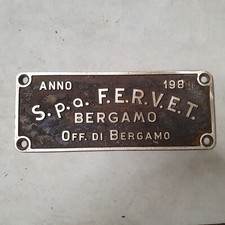 ANNO 198
S.p.a. F.E.R.V.E.T.
BERGAMO
OFF. DI BERGAMO